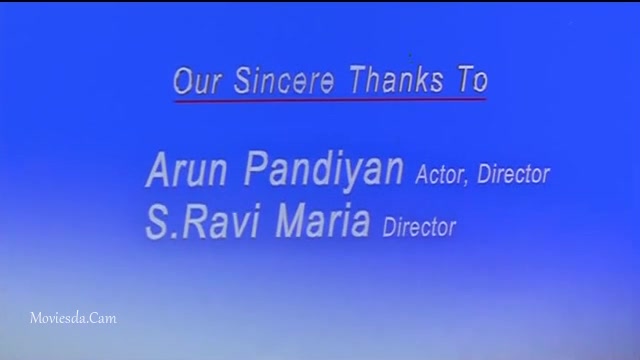 Our Sincere Thanks To
Arun Pandiyan Actor, Director
S.Ravi Maria Director
Moviesda.Cam